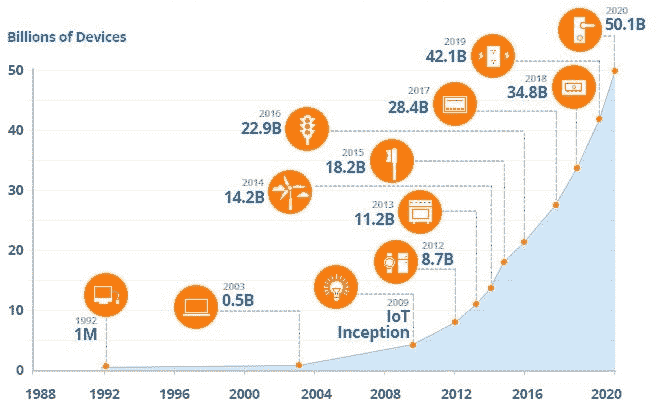 Billions of Devices
50
40
30
20
10
0
1992
1M
2003
0.5B
2009
IoT
Inception
2012
8.7B
2013
11.2B
2014
14.2B
2015
18.2B
2016
22.9B
2017
28.4B
2018
34.8B
2019
42.1B
2020
50.1B
1988 1992 1996 2000 2004 2008 2012 2016 2020